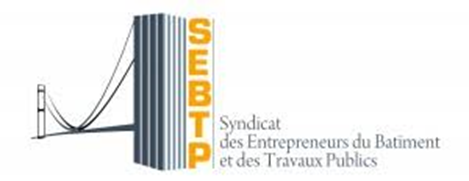 SEBTP
Syndicat
des Entrepreneurs du Batiment
et des Travaux Publics